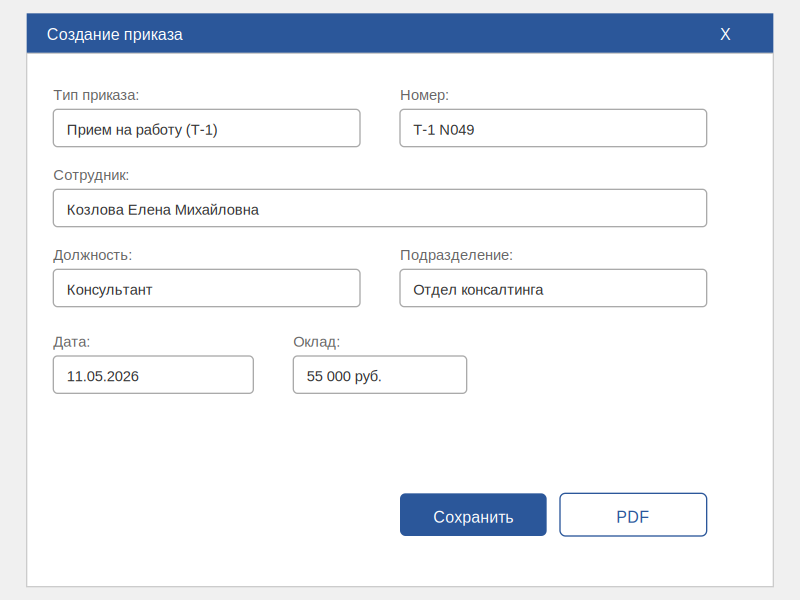 Создание приказа X
Тип приказа: Номер:
Прием на работу (Т-1) Т-1 N049
Сотрудник:
Козлова Елена Михайловна
Должность: Подразделение:
Консультант Отдел консалтинга
Дата: Оклад:
11.05.2026 55 000 руб.
Сохранить PDF